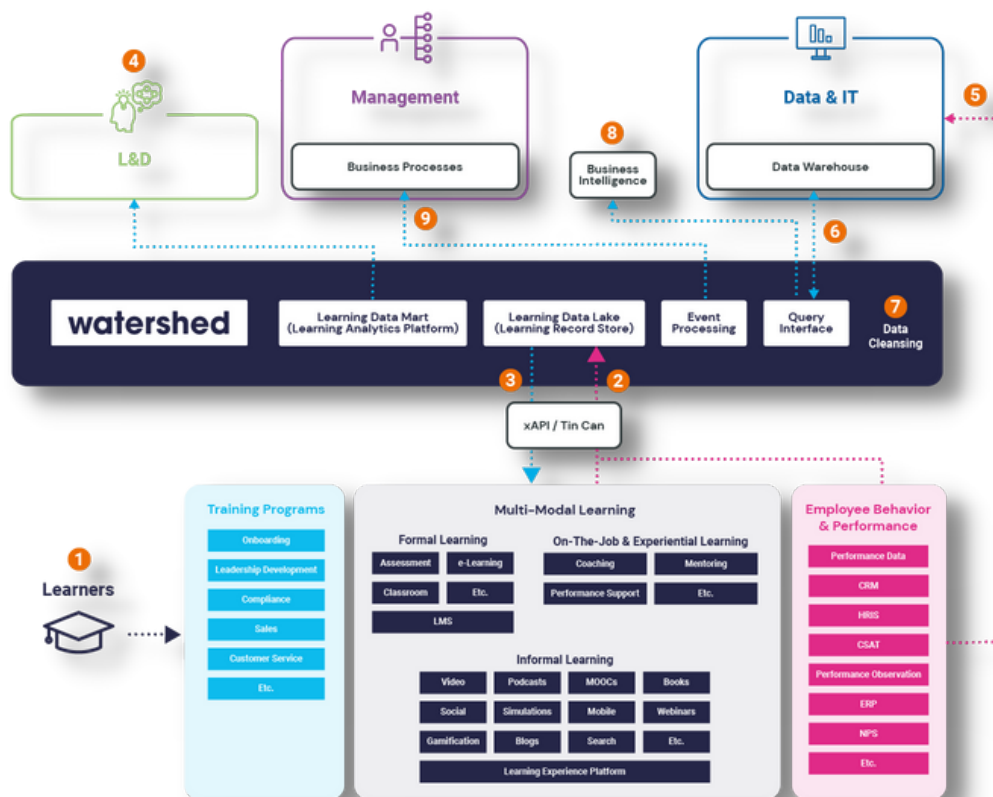 4
L&D
Management
Business Processes
9
8
Business
Intelligence
Data & IT
Data Warehouse
5
6
watershed
Learning Data Mart
(Learning Analytics Platform)
Learning Data Lake
(Learning Record Store)
Event
Processing
Query
Interface
7
Data
Cleansing
3
2
xAPI / Tin Can
1
Learners
Training Programs
Onboarding
Leadership Development
Compliance
Sales
Customer Service
Etc.
Multi-Modal Learning
Formal Learning
Assessment
e-Learning
Classroom
Etc.
LMS
On-The-Job & Experiential Learning
Coaching
Mentoring
Performance Support
Etc.
Informal Learning
Video
Podcasts
MOOCs
Books
Social
Simulations
Mobile
Webinars
Gamification
Blogs
Search
Etc.
Learning Experience Platform
Employee Behavior
& Performance
Performance Data
CRM
HRIS
CSAT
Performance Observation
ERP
NPS
Etc.